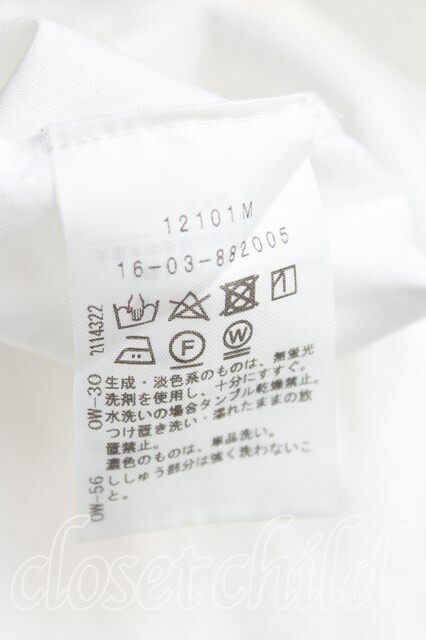 12101M
16-03-882005
F
W
生成・淡色系のものは、無蛍光
洗剤を使用し、十分にすすぐ。
水洗いの場合タンブル乾燥禁止。
つけ置き洗い・濡れたままの放
置禁止。
濃色のものは、単品洗い。
ししゅう部分は強く洗わないこ
と。
0W-56 0W-30 2114322
closetchild